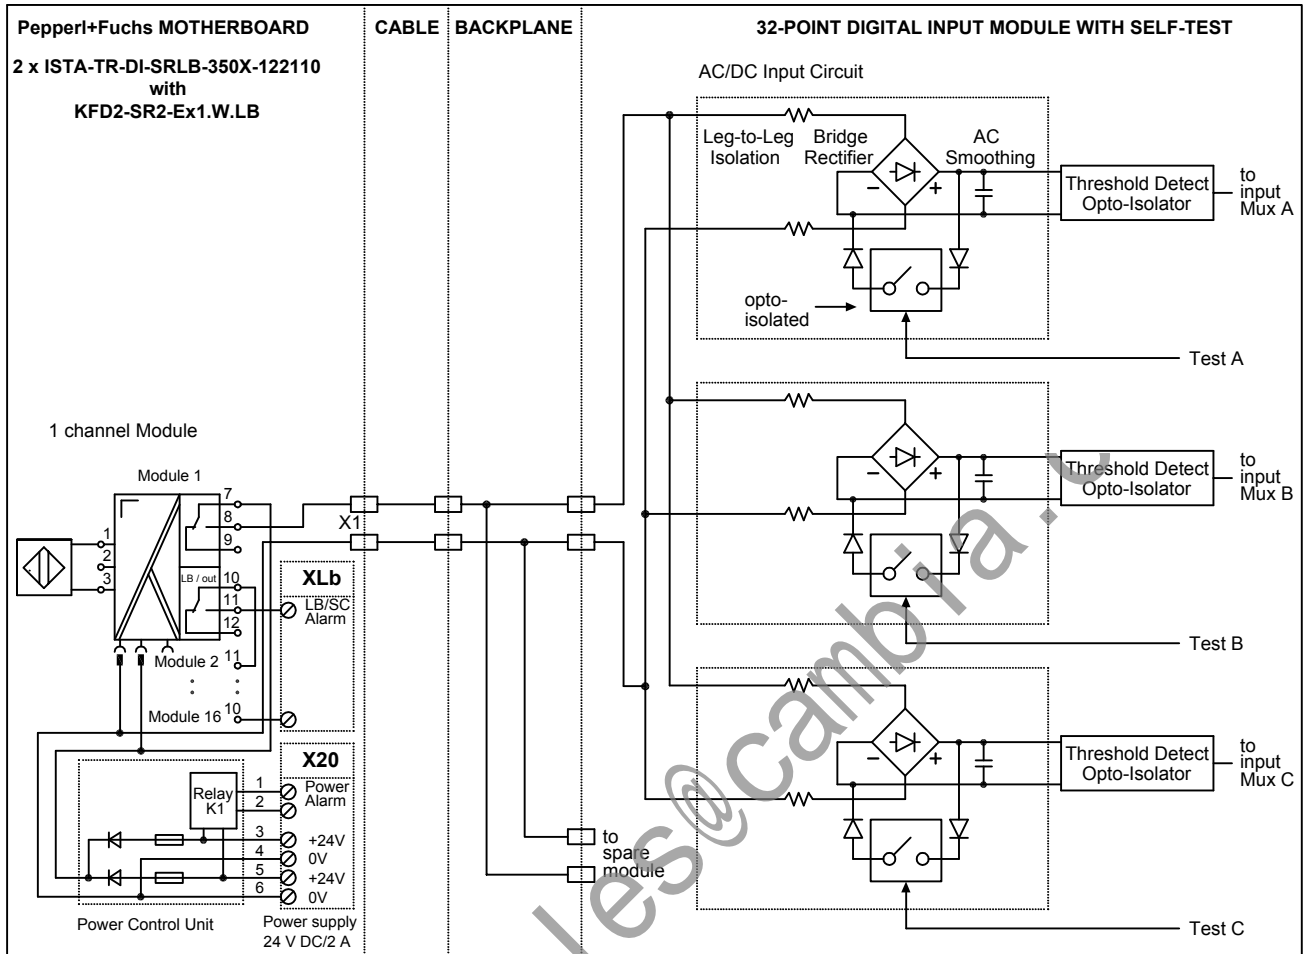 Pepperl+Fuchs MOTHERBOARD
CABLE
BACKPLANE
32-POINT DIGITAL INPUT MODULE WITH SELF-TEST
2 x ISTA-TR-DI-SRLB-350X-122110
with
KFD2-SR2-Ex1.W.LB
AC/DC Input Circuit
Leg-to-Leg
Isolation
Bridge
Rectifier
AC
Smoothing
Threshold Detect
Opto-Isolator
to
input
Mux A
opto-
isolated
Test A
Threshold Detect
Opto-Isolator
to
input
Mux B
Test B
Threshold Detect
Opto-Isolator
to
input
Mux C
Test C
1 channel Module
Module 1
1
2
3
7
8
9
X1
LB / out
10
11
12
Module 2
11
Module 16
10
XLb
LB/SC
Alarm
X20
Relay
K1
1
2
Power
Alarm
3
+24V
4
0V
5
+24V
6
0V
Power Control Unit
Power supply
24 V DC/2 A
to
spare
module
les@cambia.